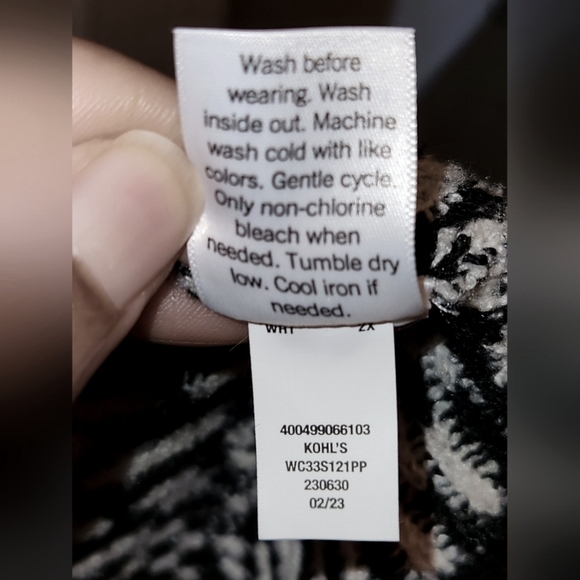 Wash before
wearing. Wash
inside out. Machine
wash cold with like
colors. Gentle cycle.
Only non-chlorine
bleach when
needed. Tumble dry
low. Cool iron if
needed.
WHT 2X
400499066103
KOHL'S
WC33S121PP
230630
02/23